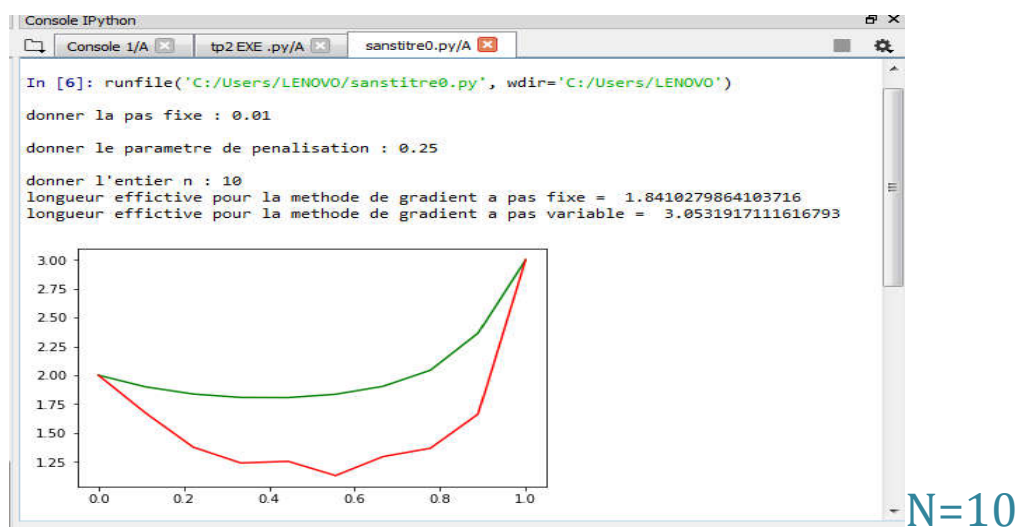 Console IPython
Console 1/A tp2 EXE .py/A sanstitre0.py/A
In [6]: runfile('C:/Users/LENOVO/sanstitre0.py', wdir='C:/Users/LENOVO')
donner la pas fixe : 0.01
donner le parametre de penalisation : 0.25
donner l'entier n : 10
longueur effictive pour la methode de gradient a pas fixe = 1.8410279864103716
longueur effictive pour la methode de gradient a pas variable = 3.0531917111616793
3.00
2.75
2.50
2.25
2.00
1.75
1.50
1.25
0.0 0.2 0.4 0.6 0.8 1.0
N=10